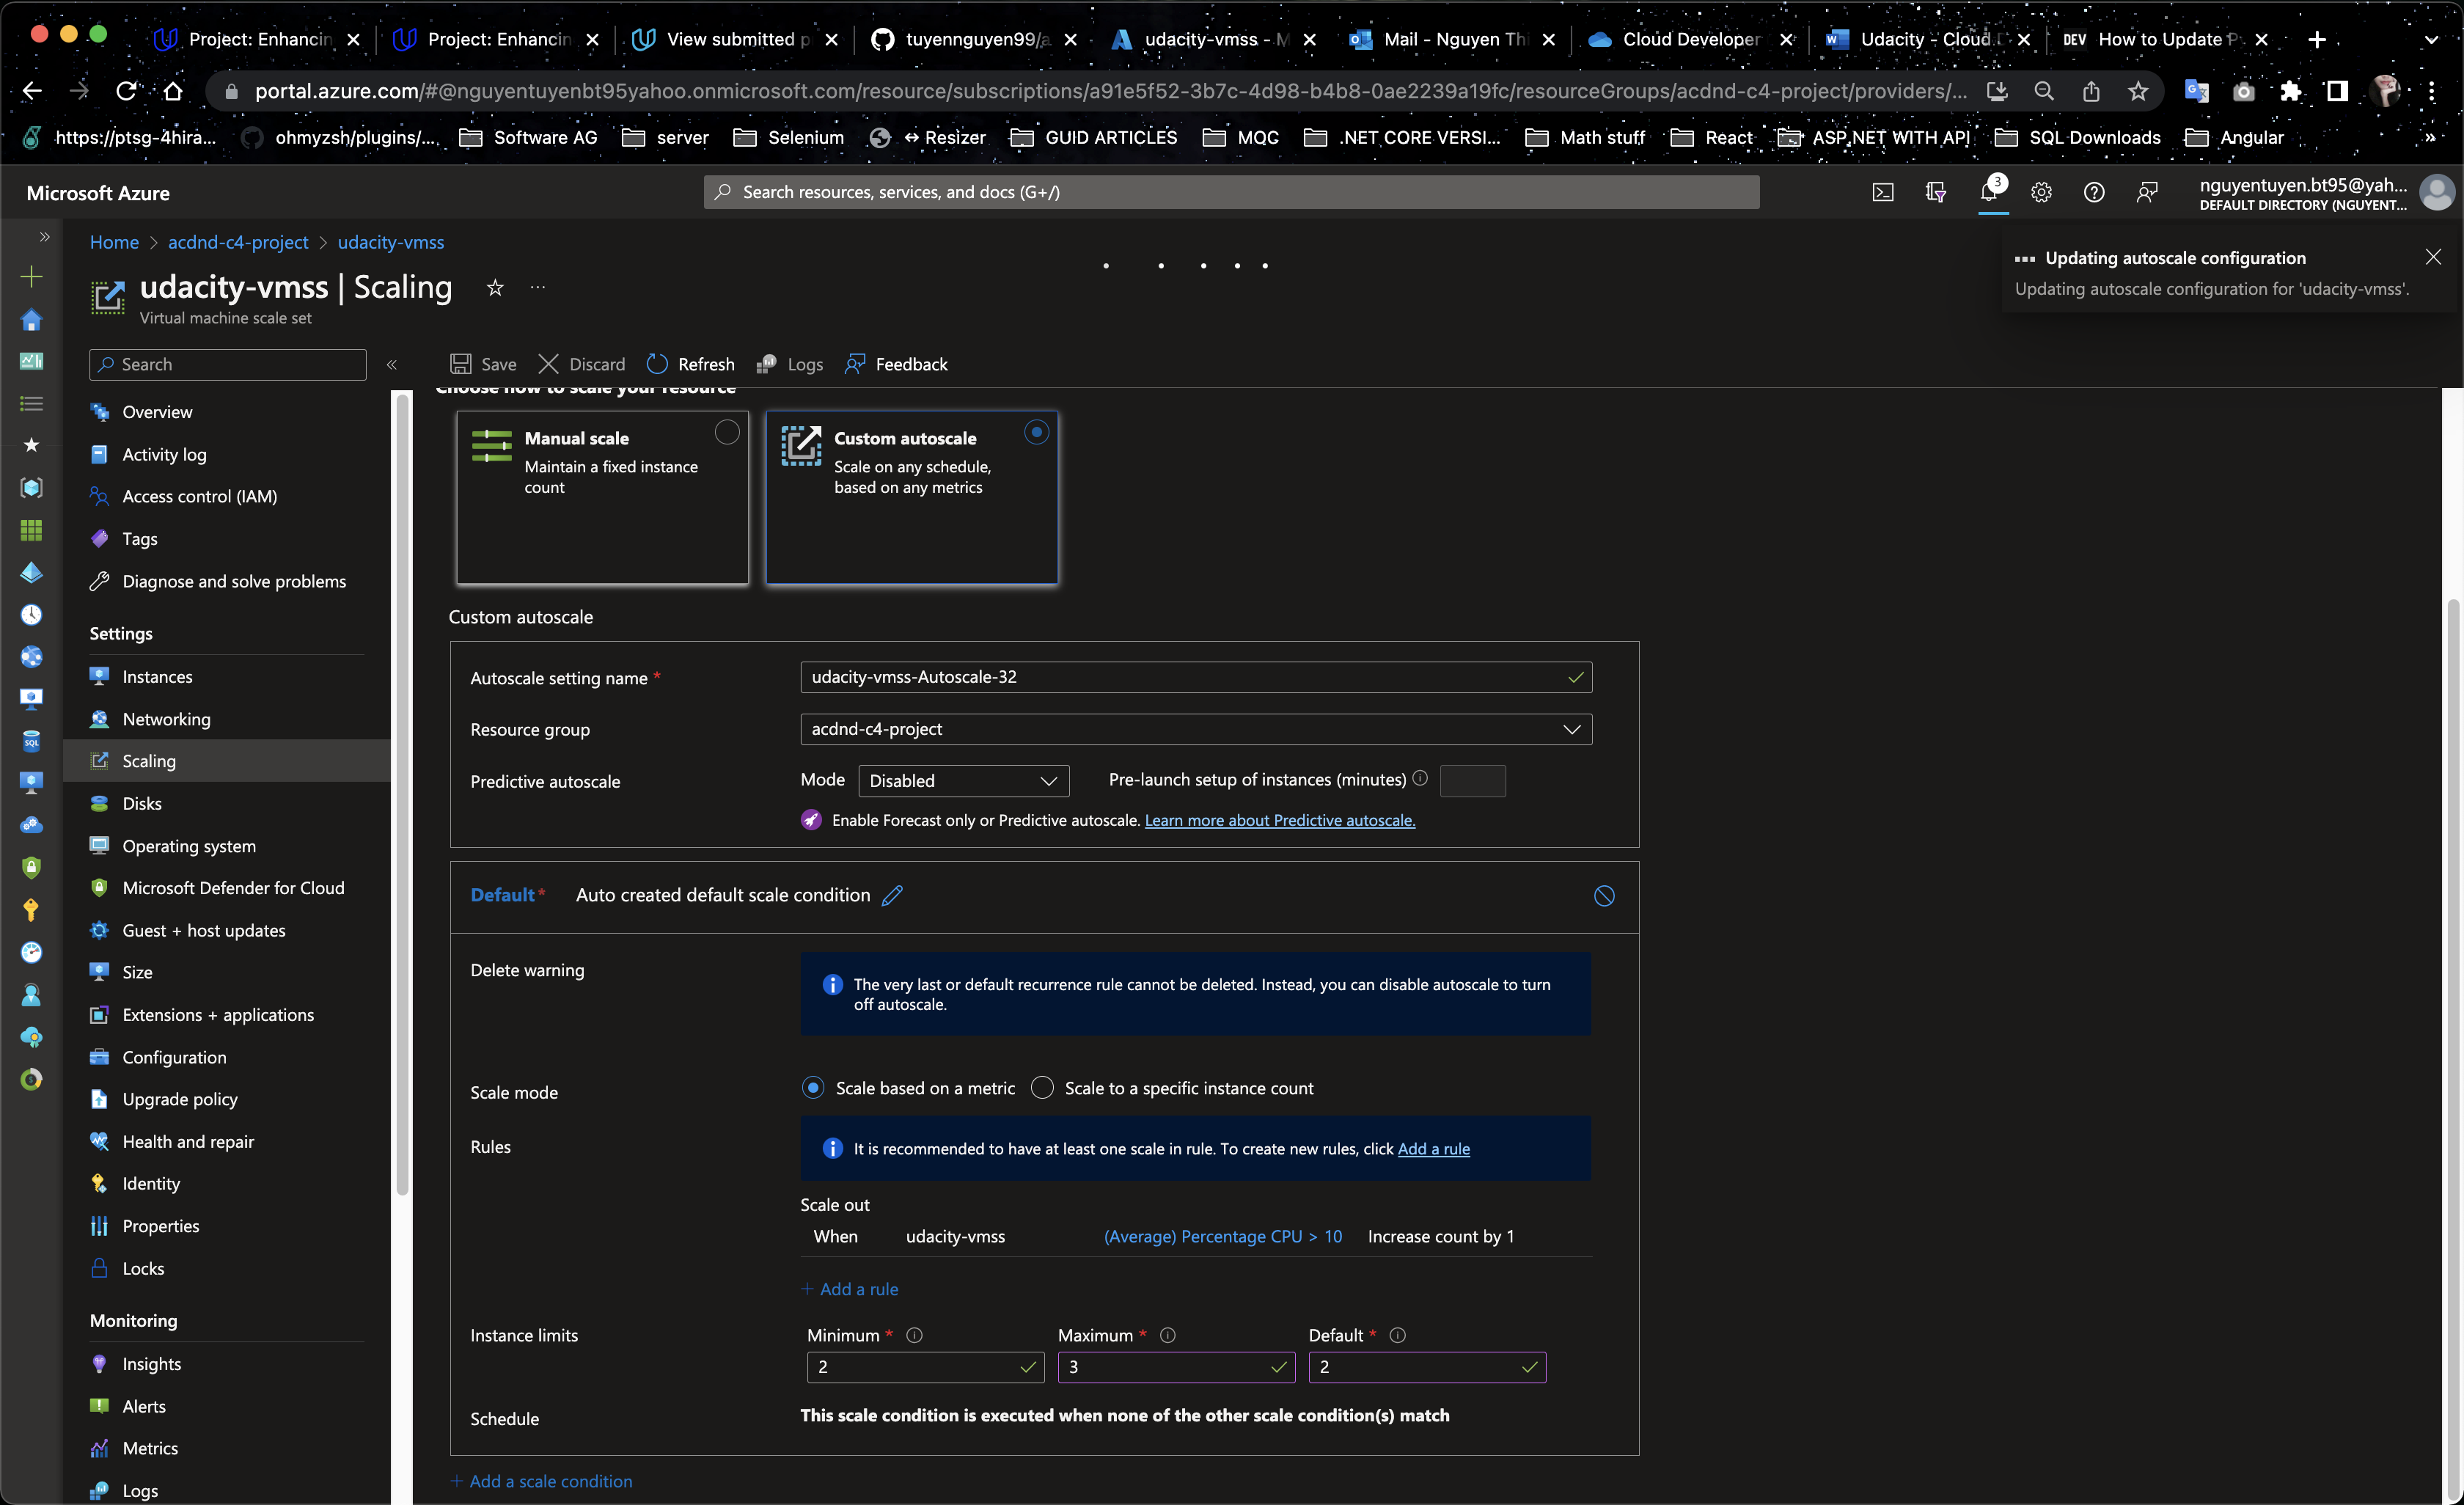 Project: Enhancin
Project: Enhancin
View submitted p
tuyennguyen99/a
udacity-vmss - M
Mail - Nguyen Thi
Cloud Developer
Udacity - Cloud D
DEV How to Update P
portal.azure.com/#@nguyentuyenbt95yahoo.onmicrosoft.com/resource/subscriptions/a91e5f52-3b7c-4d98-b4b8-0ae2239a19fc/resourceGroups/acdnd-c4-project/providers/...
https://ptsg-4hira...
ohmyzsh/plugins/...
Software AG
server
Selenium
↔ Resizer
GUID ARTICLES
MQC
.NET CORE VERSI...
Math stuff
React
ASP.NET WITH API
SQL Downloads
Angular
»
Microsoft Azure
Search resources, services, and docs (G+/)
3
nguyentuyen.bt95@yah...
DEFAULT DIRECTORY (NGUYENT...
Home > acdnd-c4-project > udacity-vmss
udacity-vmss | Scaling
Virtual machine scale set
Updating autoscale configuration
Updating autoscale configuration for 'udacity-vmss'.
Search
Save
Discard
Refresh
Logs
Feedback
Overview
Activity log
Access control (IAM)
Tags
Diagnose and solve problems
Settings
Instances
Networking
Scaling
Disks
Operating system
Microsoft Defender for Cloud
Guest + host updates
Size
Extensions + applications
Configuration
Upgrade policy
Health and repair
Identity
Properties
Locks
Monitoring
Insights
Alerts
Metrics
Logs
Choose how to scale your resource
Manual scale
Maintain a fixed instance
count
Custom autoscale
Scale on any schedule,
based on any metrics
Custom autoscale
Autoscale setting name *
udacity-vmss-Autoscale-32
Resource group
acdnd-c4-project
Predictive autoscale
Mode
Disabled
Pre-launch setup of instances (minutes)
Enable Forecast only or Predictive autoscale. Learn more about Predictive autoscale.
Default* Auto created default scale condition
Delete warning
The very last or default recurrence rule cannot be deleted. Instead, you can disable autoscale to turn
off autoscale.
Scale mode
Scale based on a metric
Scale to a specific instance count
Rules
It is recommended to have at least one scale in rule. To create new rules, click Add a rule
Scale out
When udacity-vmss (Average) Percentage CPU > 10 Increase count by 1
+ Add a rule
Instance limits
Minimum *
Maximum *
Default *
2
3
2
Schedule
This scale condition is executed when none of the other scale condition(s) match
+ Add a scale condition